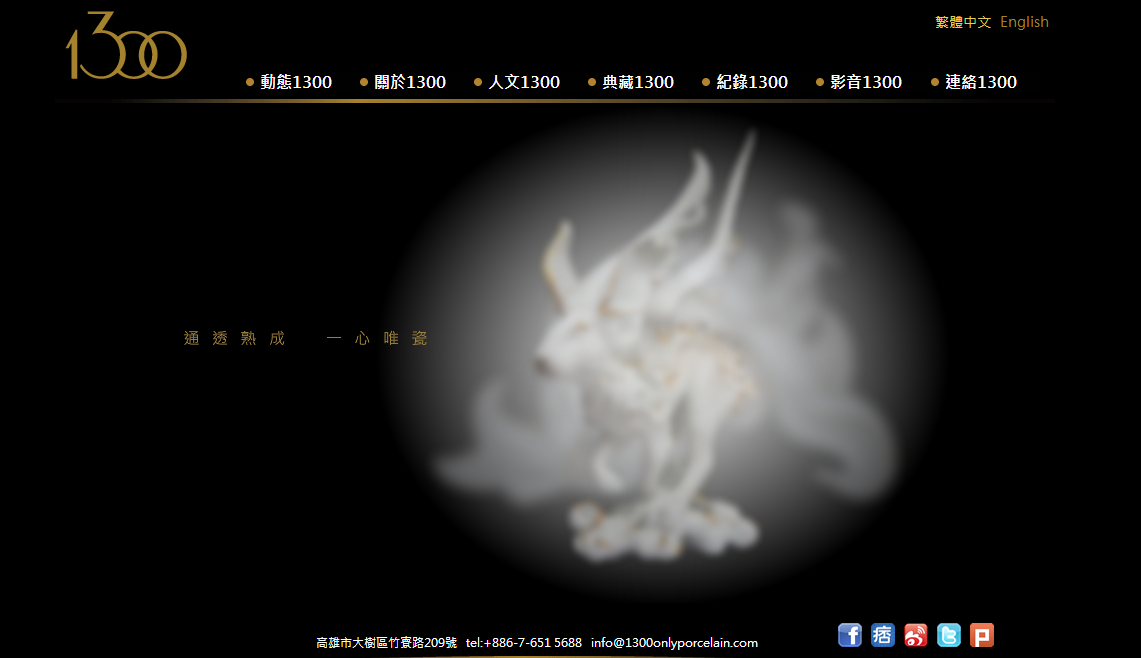 1300
繁體中文 English
動態1300 關於1300 人文1300 典藏1300 紀錄1300 影音1300 連絡1300
通透熟成 一心唯瓷
高雄市大樹區竹寮路209號 tel:+886-7-651 5688 info@1300onlyporcelain.com
f 痞 t P